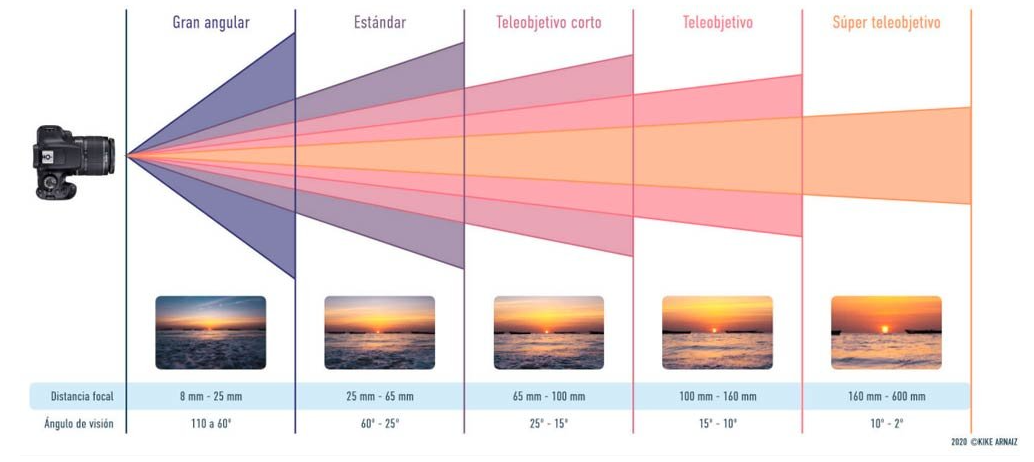 Gran angular
Estándar
Teleobjetivo corto
Teleobjetivo
Súper teleobjetivo
Distancia focal
8 mm - 25 mm
25 mm - 65 mm
65 mm - 100 mm
100 mm - 160 mm
160 mm - 600 mm
Ángulo de visión
110 a 60°
60° - 25°
25° - 15°
15° - 10°
10° - 2°
2020 ©KIKE ARNAIZ